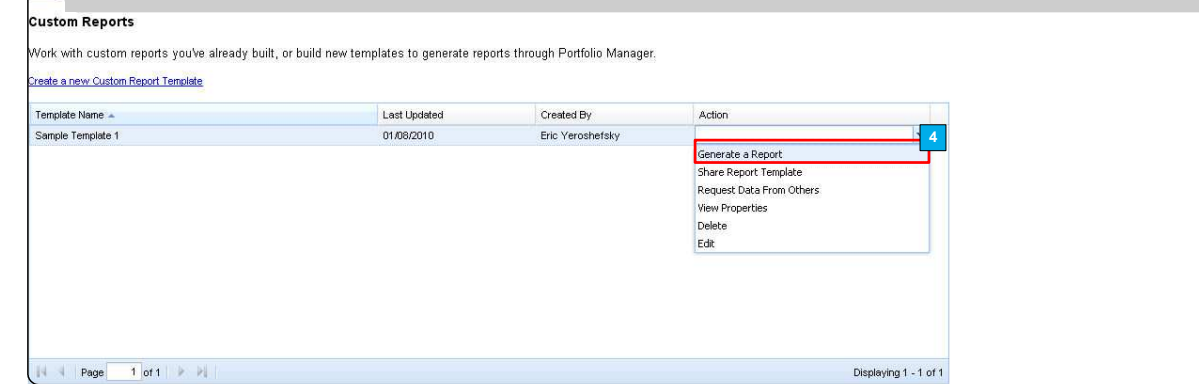 Custom Reports
Work with custom reports you've already built, or build new templates to generate reports through Portfolio Manager.
Create a new Custom Report Template
Template Name Last Updated Created By Action
Sample Template 1 01/08/2010 Eric Yeroshefsky 4
Generate a Report
Share Report Template
Request Data From Others
View Properties
Delete
Edit
Page 1 of 1 Displaying 1 - 1 of 1